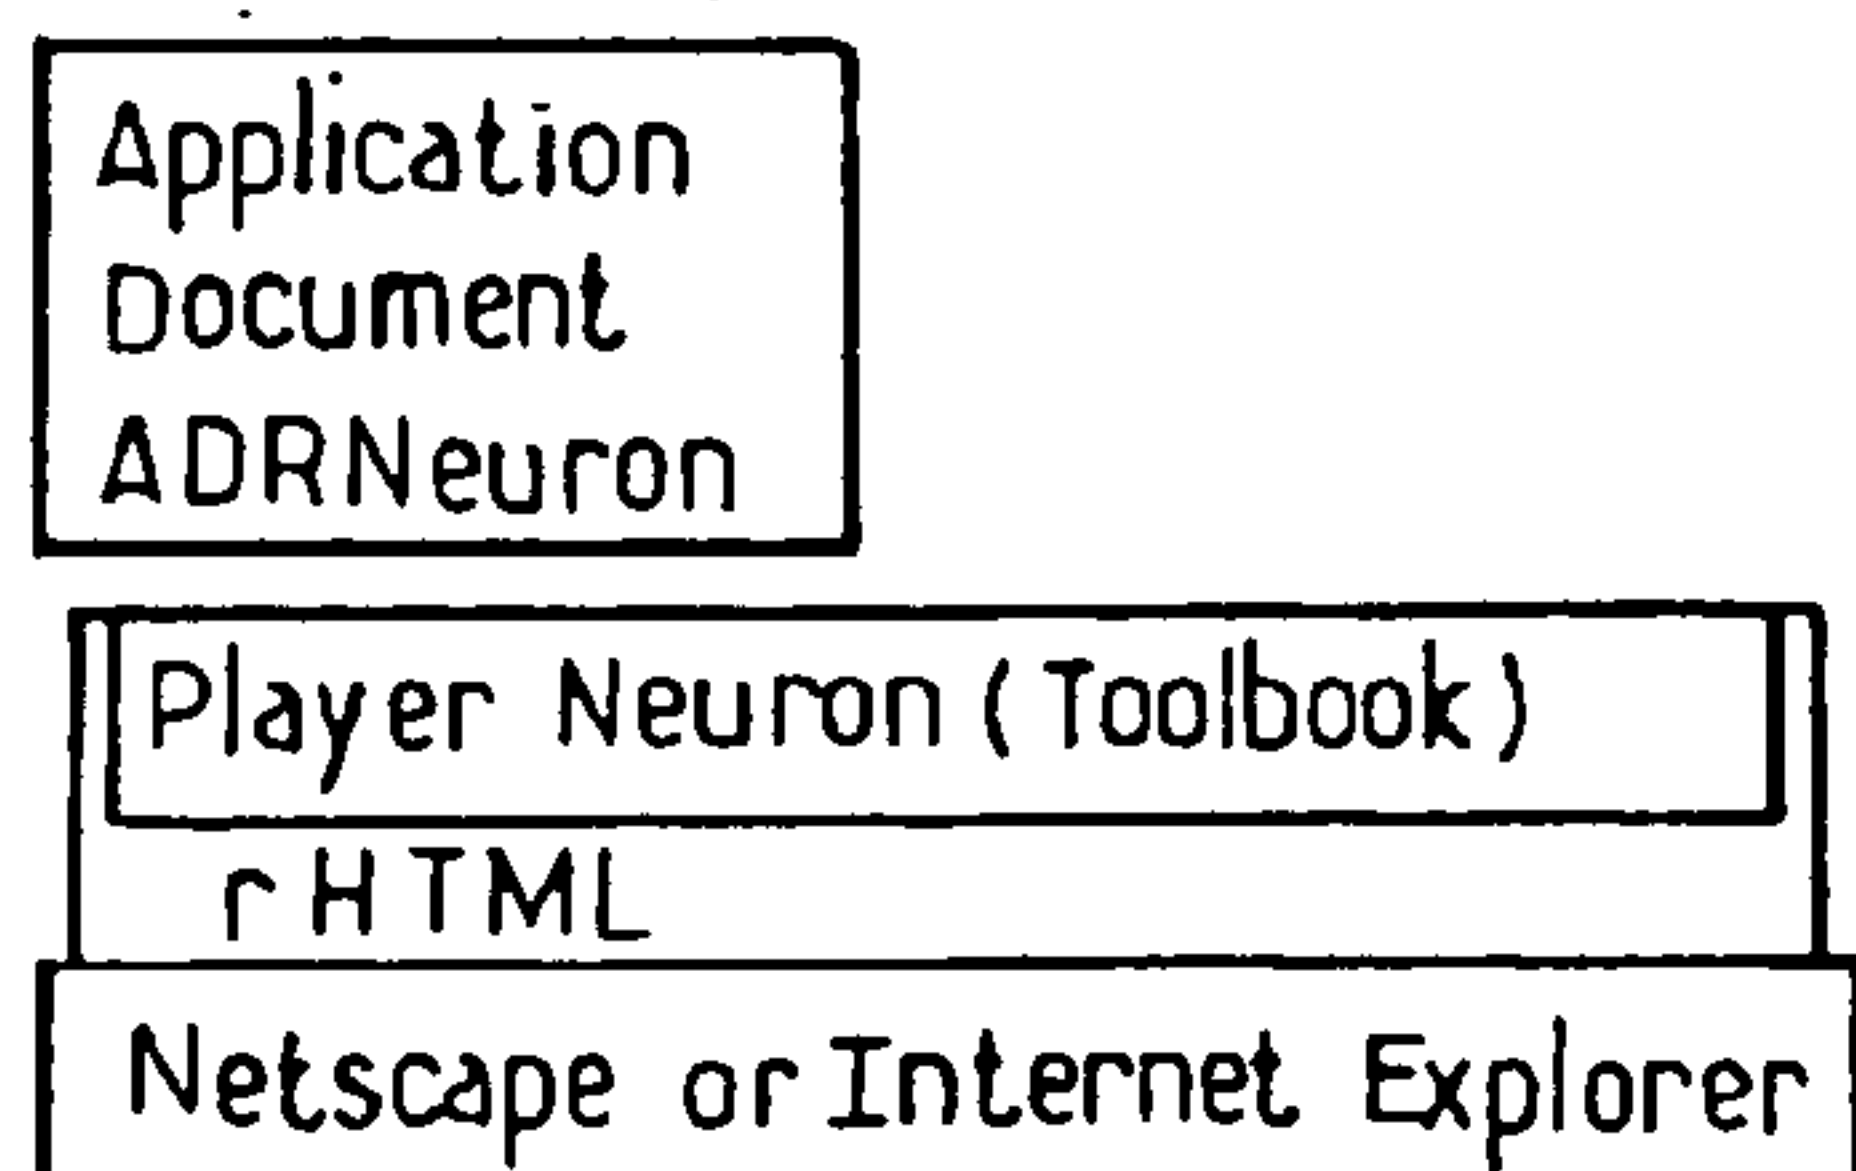 Application
Document
ADRNeuron
Player Neuron (Toolbook)
rHTML
Netscape or Internet Explorer